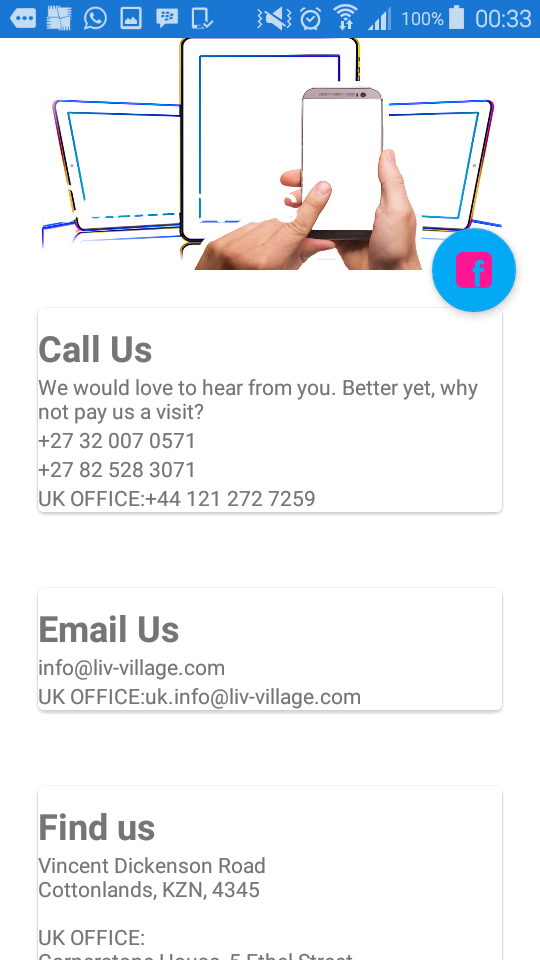 100% 00:33
Call Us
We would love to hear from you. Better yet, why
not pay us a visit?
+27 32 007 0571
+27 82 528 3071
UK OFFICE:+44 121 272 7259
Email Us
info@liv-village.com
UK OFFICE:uk.info@liv-village.com
Find us
Vincent Dickenson Road
Cottonlands, KZN, 4345
UK OFFICE:
Cornerstone House, 5 Ethel Street